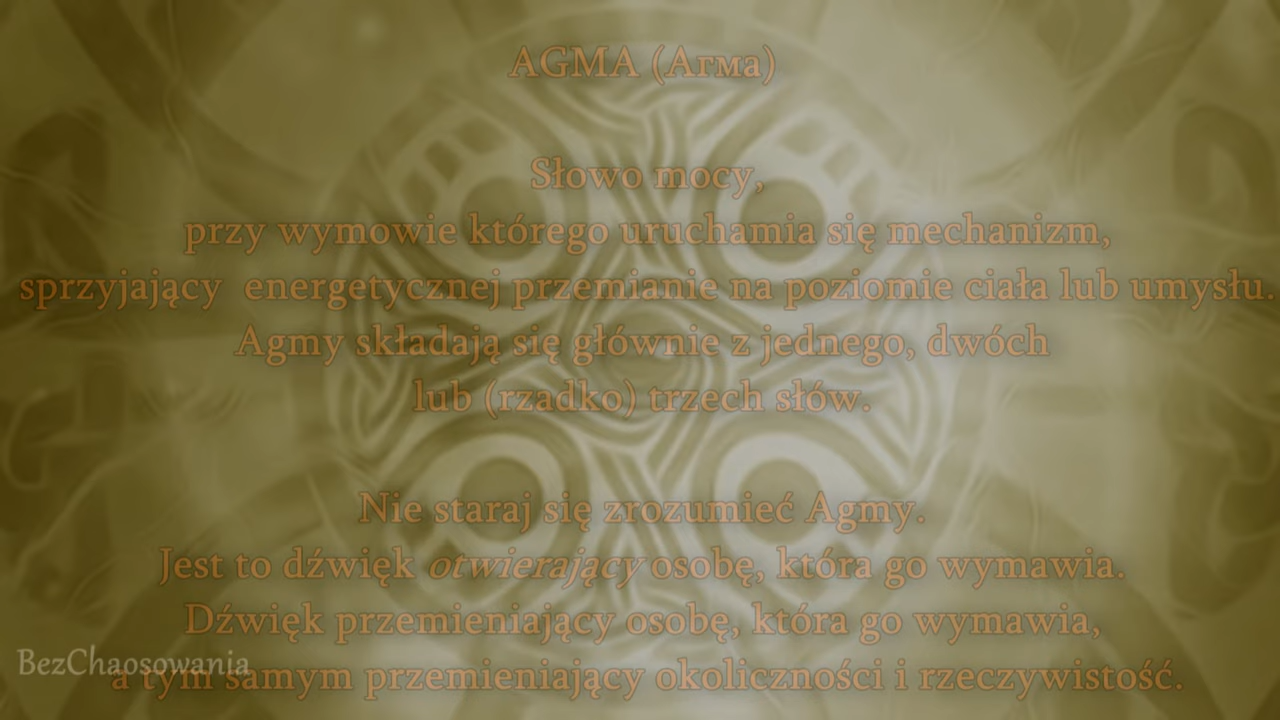 AGMA (Агма)
Słowo mocy,
przy wymowie którego uruchamia się mechanizm,
sprzyjający energetycznej przemianie na poziomie ciała lub umysłu.
Agmy składają się głównie z jednego, dwóch
lub (rzadko) trzech słów.
Nie staraj się zrozumieć Agmy.
Jest to dźwięk otwierający osobę, która go wymawia.
Dźwięk przemieniający osobę, która go wymawia,
BezChaosowania
a tym samym przemieniający okoliczności i rzeczywistość.